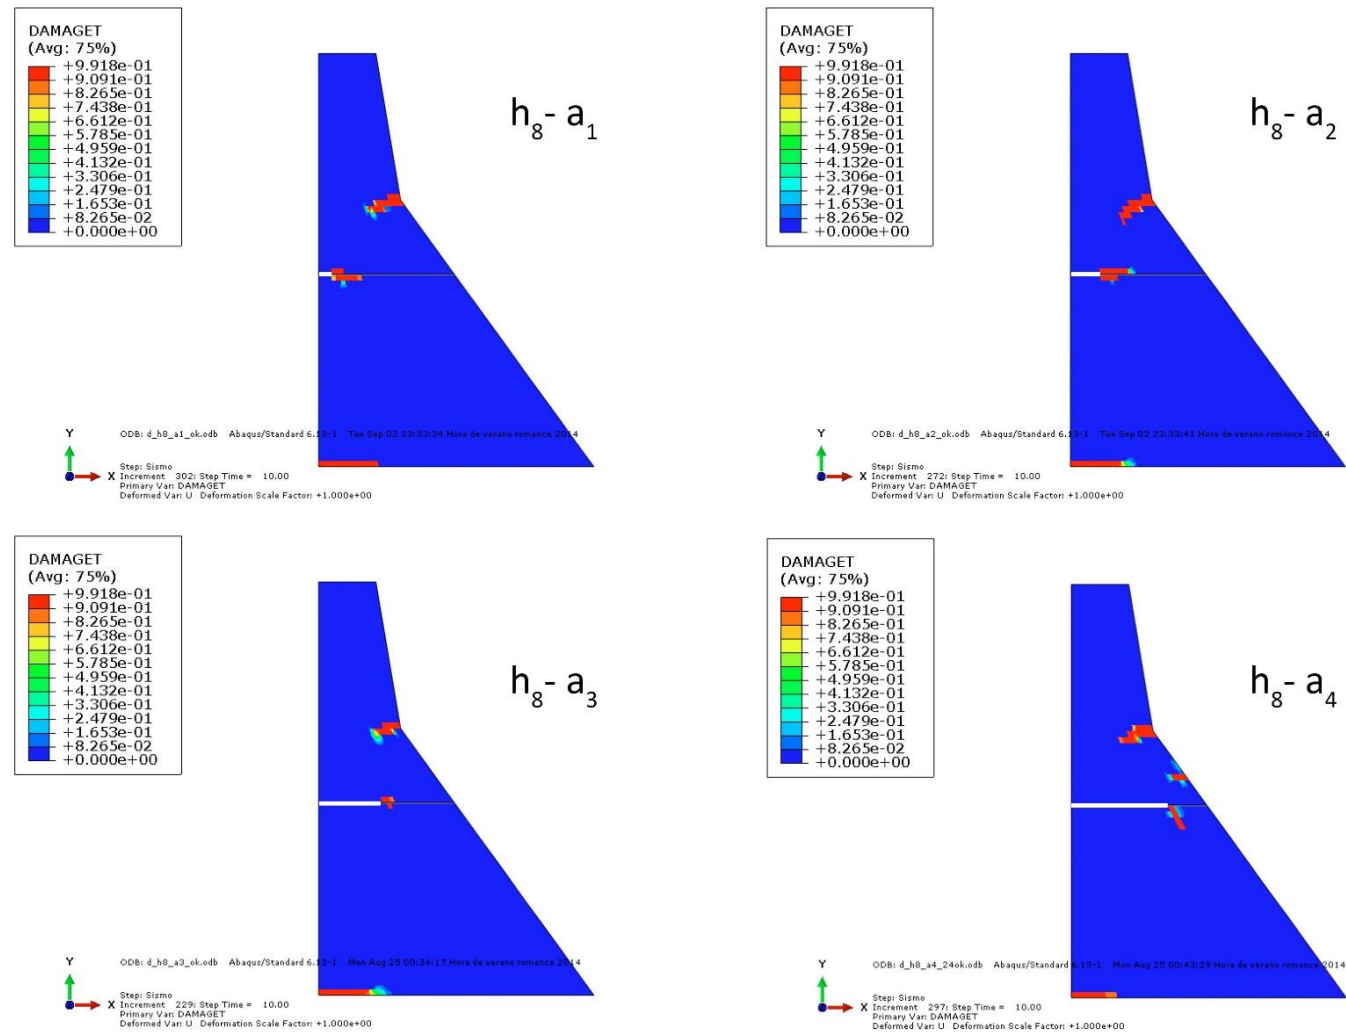 DAMAGET
(Avg: 75%)
+9.918e-01
+9.091e-01
+8.265e-01
+7.438e-01
+6.612e-01
+5.785e-01
+4.959e-01
+4.132e-01
+3.306e-01
+2.479e-01
+1.653e-01
+8.265e-02
+0.000e+00
h8- a1
Y
X
ODB: d_h8_a1_ok.odb Abaqus/Standard 6.13-1 Tue Sep 02 23:33:34 Hora de verano romance 2014
Step: Sismo
Increment 302: Step Time = 10.00
Primary Var: DAMAGET
Deformed Var: U Deformation Scale Factor: +1.000e+00
DAMAGET
(Avg: 75%)
+9.918e-01
+9.091e-01
+8.265e-01
+7.438e-01
+6.612e-01
+5.785e-01
+4.959e-01
+4.132e-01
+3.306e-01
+2.479e-01
+1.653e-01
+8.265e-02
+0.000e+00
h8- a2
Y
X
ODB: d_h8_a2_ok.odb Abaqus/Standard 6.13-1 Tue Sep 02 23:33:41 Hora de verano romance 2014
Step: Sismo
Increment 272: Step Time = 10.00
Primary Var: DAMAGET
Deformed Var: U Deformation Scale Factor: +1.000e+00
DAMAGET
(Avg: 75%)
+9.918e-01
+9.091e-01
+8.265e-01
+7.438e-01
+6.612e-01
+5.785e-01
+4.959e-01
+4.132e-01
+3.306e-01
+2.479e-01
+1.653e-01
+8.265e-02
+0.000e+00
h8- a3
Y
X
ODB: d_h8_a3_ok.odb Abaqus/Standard 6.13-1 Mon Aug 25 00:34:17 Hora de verano romance 2014
Step: Sismo
Increment 229: Step Time = 10.00
Primary Var: DAMAGET
Deformed Var: U Deformation Scale Factor: +1.000e+00
DAMAGET
(Avg: 75%)
+9.918e-01
+9.091e-01
+8.265e-01
+7.438e-01
+6.612e-01
+5.785e-01
+4.959e-01
+4.132e-01
+3.306e-01
+2.479e-01
+1.653e-01
+8.265e-02
+0.000e+00
h8- a4
Y
X
ODB: d_h8_a4_24ok.odb Abaqus/Standard 6.13-1 Mon Aug 25 00:43:29 Hora de verano romance 2014
Step: Sismo
Increment 297: Step Time = 10.00
Primary Var: DAMAGET
Deformed Var: U Deformation Scale Factor: +1.000e+00